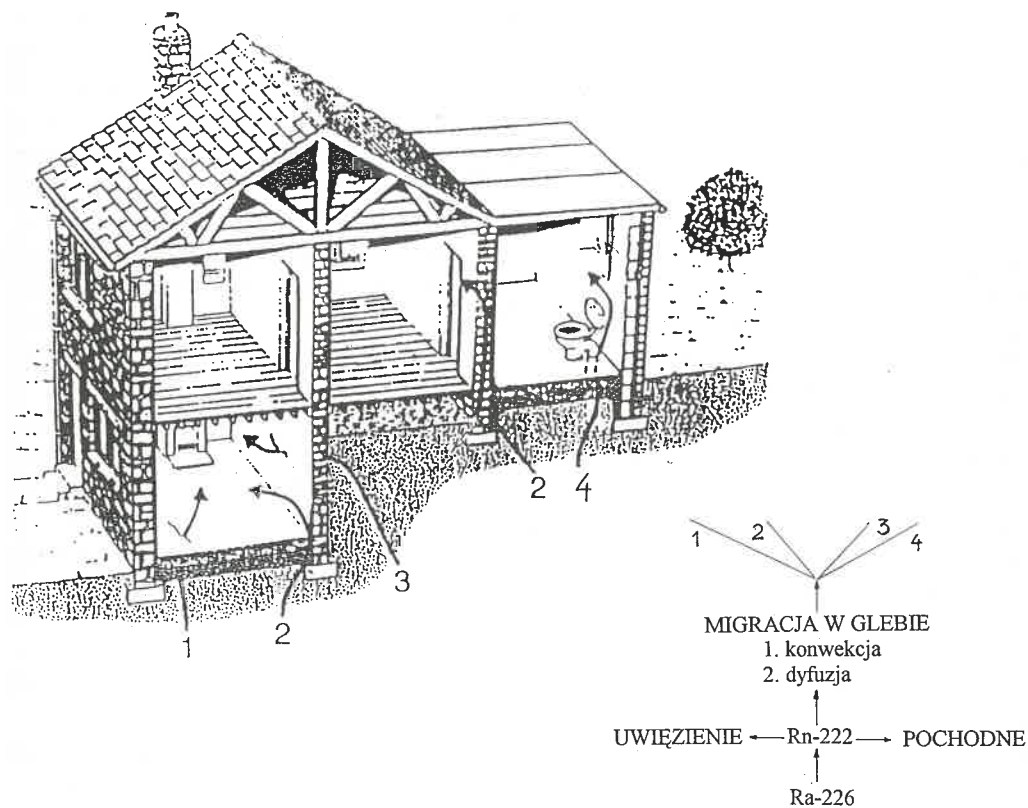 2
4
3
1
2
1
2
3
4
MIGRACJA W GLEBIE
1. konwekcja
2. dyfuzja
UWIĘZIENIE Rn-222 POCHODNE
Ra-226